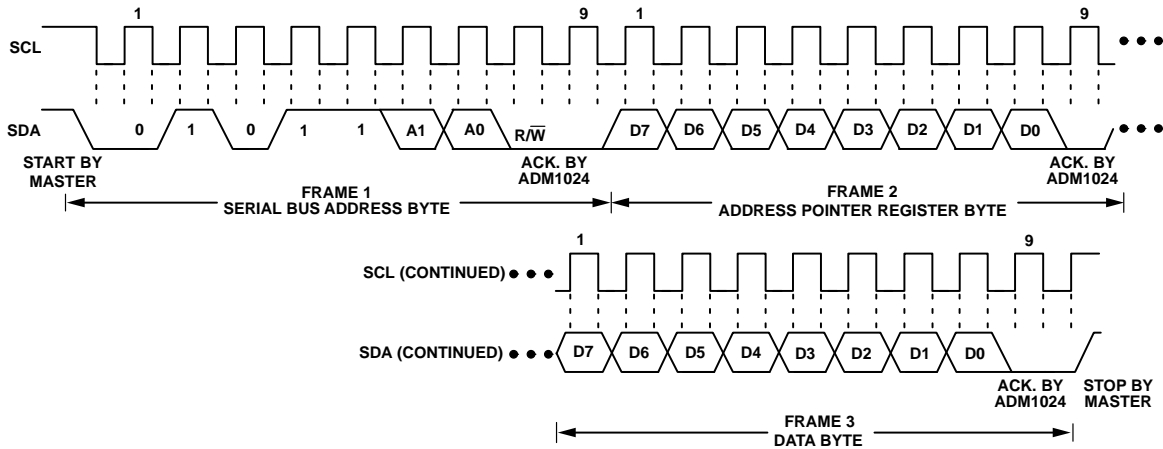 1 9 1 9
SCL
SDA 0 1 0 1 1 A1 A0 R/W̅ D7 D6 D5 D4 D3 D2 D1 D0
START BY
MASTER
ACK. BY
ADM1024
ACK. BY
ADM1024
FRAME 1
SERIAL BUS ADDRESS BYTE
FRAME 2
ADDRESS POINTER REGISTER BYTE
1 9
SCL (CONTINUED)
SDA (CONTINUED) D7 D6 D5 D4 D3 D2 D1 D0
ACK. BY
ADM1024
STOP BY
MASTER
FRAME 3
DATA BYTE